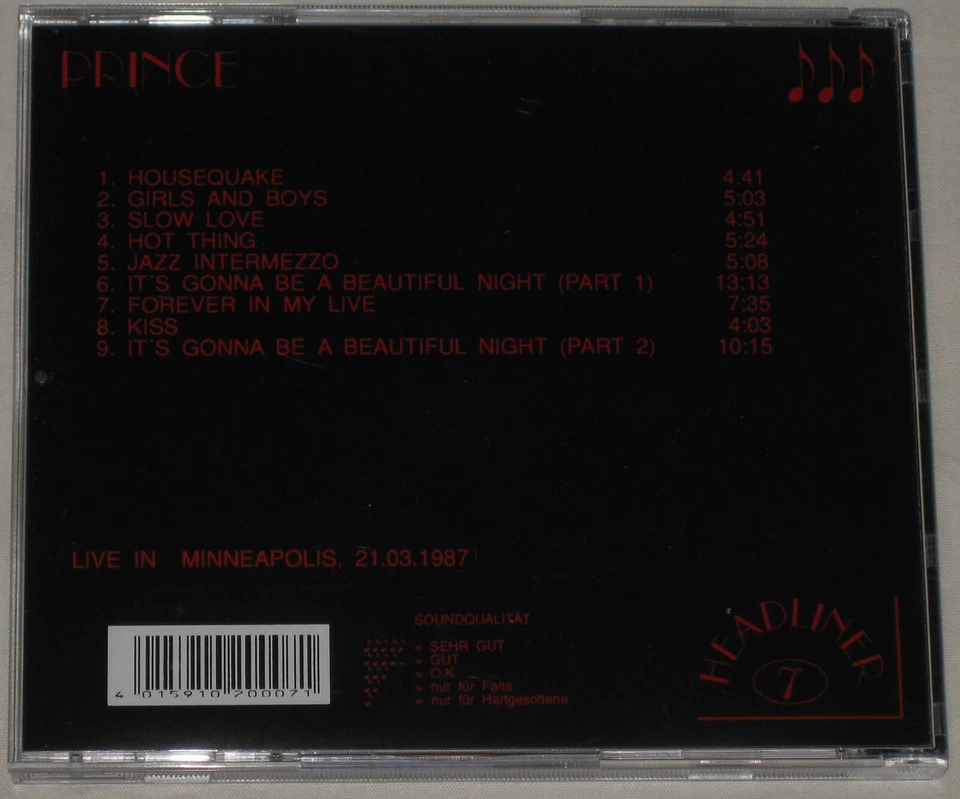 PRINCE
1. HOUSEQUAKE 4:41
2. GIRLS AND BOYS 5:03
3. SLOW LOVE 4:51
4. HOT THING 5:24
5. JAZZ INTERMEZZO 5:08
6. IT´S GONNA BE A BEAUTIFUL NIGHT (PART 1) 13:13
7. FOREVER IN MY LIVE 7:35
8. KISS 4:03
9. IT´S GONNA BE A BEAUTIFUL NIGHT (PART 2) 10:15
LIVE IN MINNEAPOLIS, 21.03.1987
SOUNDQUALITÄT
= SEHR GUT
= GUT
= O.K.
= nur für Fans
= nur für Hartgesottene
4 015910 200071
HEADLINER
7